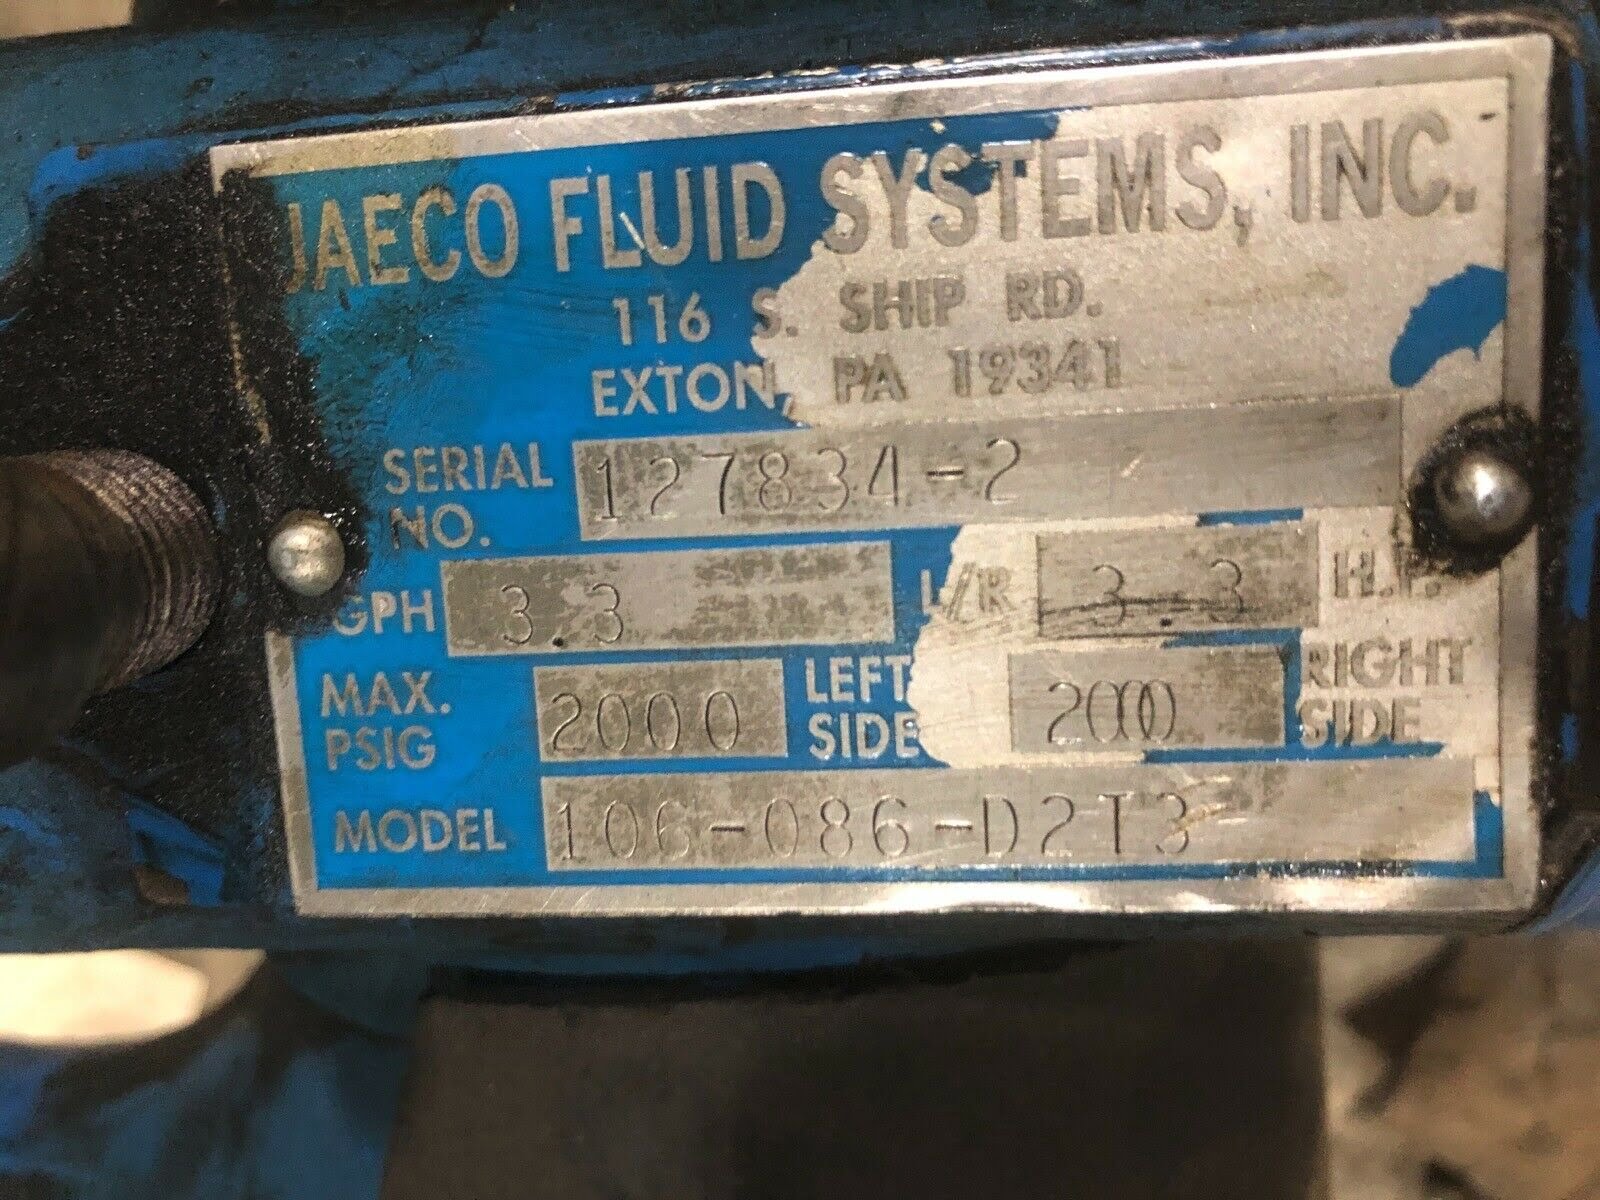 JAECO FLUID SYSTEMS, INC.
116 S. SHIP RD.
EXTON, PA 19341
SERIAL NO. 127834-2
GPH 3.3 L/R 3.3 H.P.
MAX. PSIG 2000 LEFT SIDE 2000 RIGHT SIDE
MODEL 106-086-D2T3